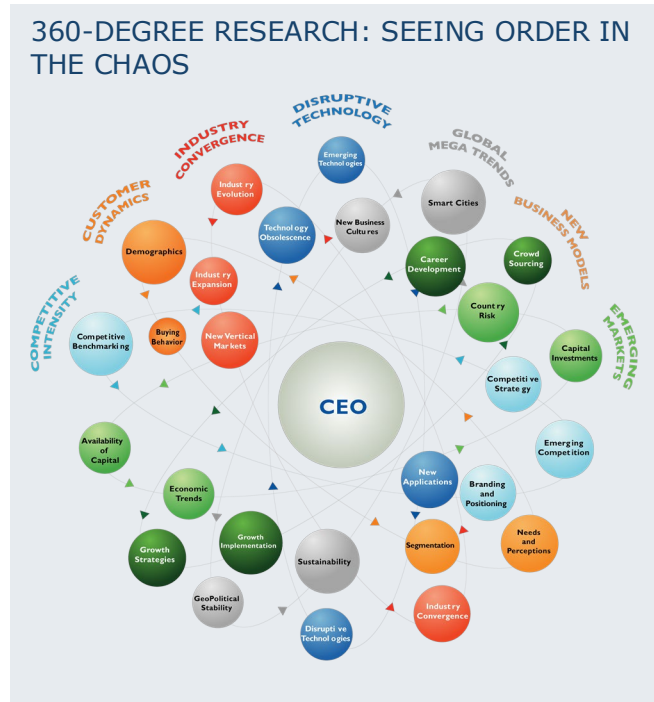 360-DEGREE RESEARCH: SEEING ORDER IN
THE CHAOS
DISRUPTIVE
TECHNOLOGY
INDUSTRY
CONVERGENCE
GLOBAL
MEGA TRENDS
CUSTOMER
DYNAMICS
NEW
BUSINESS MODELS
COMPETITIVE
INTENSITY
EMERGING
MARKETS
Emerging
Technologies
Industry
Evolution
Smart Cities
Technology
Obsolescence
New Business
Cultures
Demographics
Career
Development
Crowd
Sourcing
Industry
Expansion
Country
Risk
Competitive
Benchmarking
Buying
Behavior
New Vertical
Markets
Capital
Investments
Competitive
Strategy
CEO
Availability
of
Capital
Emerging
Competition
Economic
Trends
New
Applications
Branding
and
Positioning
Growth
Strategies
Growth
Implementation
Sustainability
Segmentation
Needs
and
Perceptions
GeoPolitical
Stability
Disruptive
Technologies
Industry
Convergence